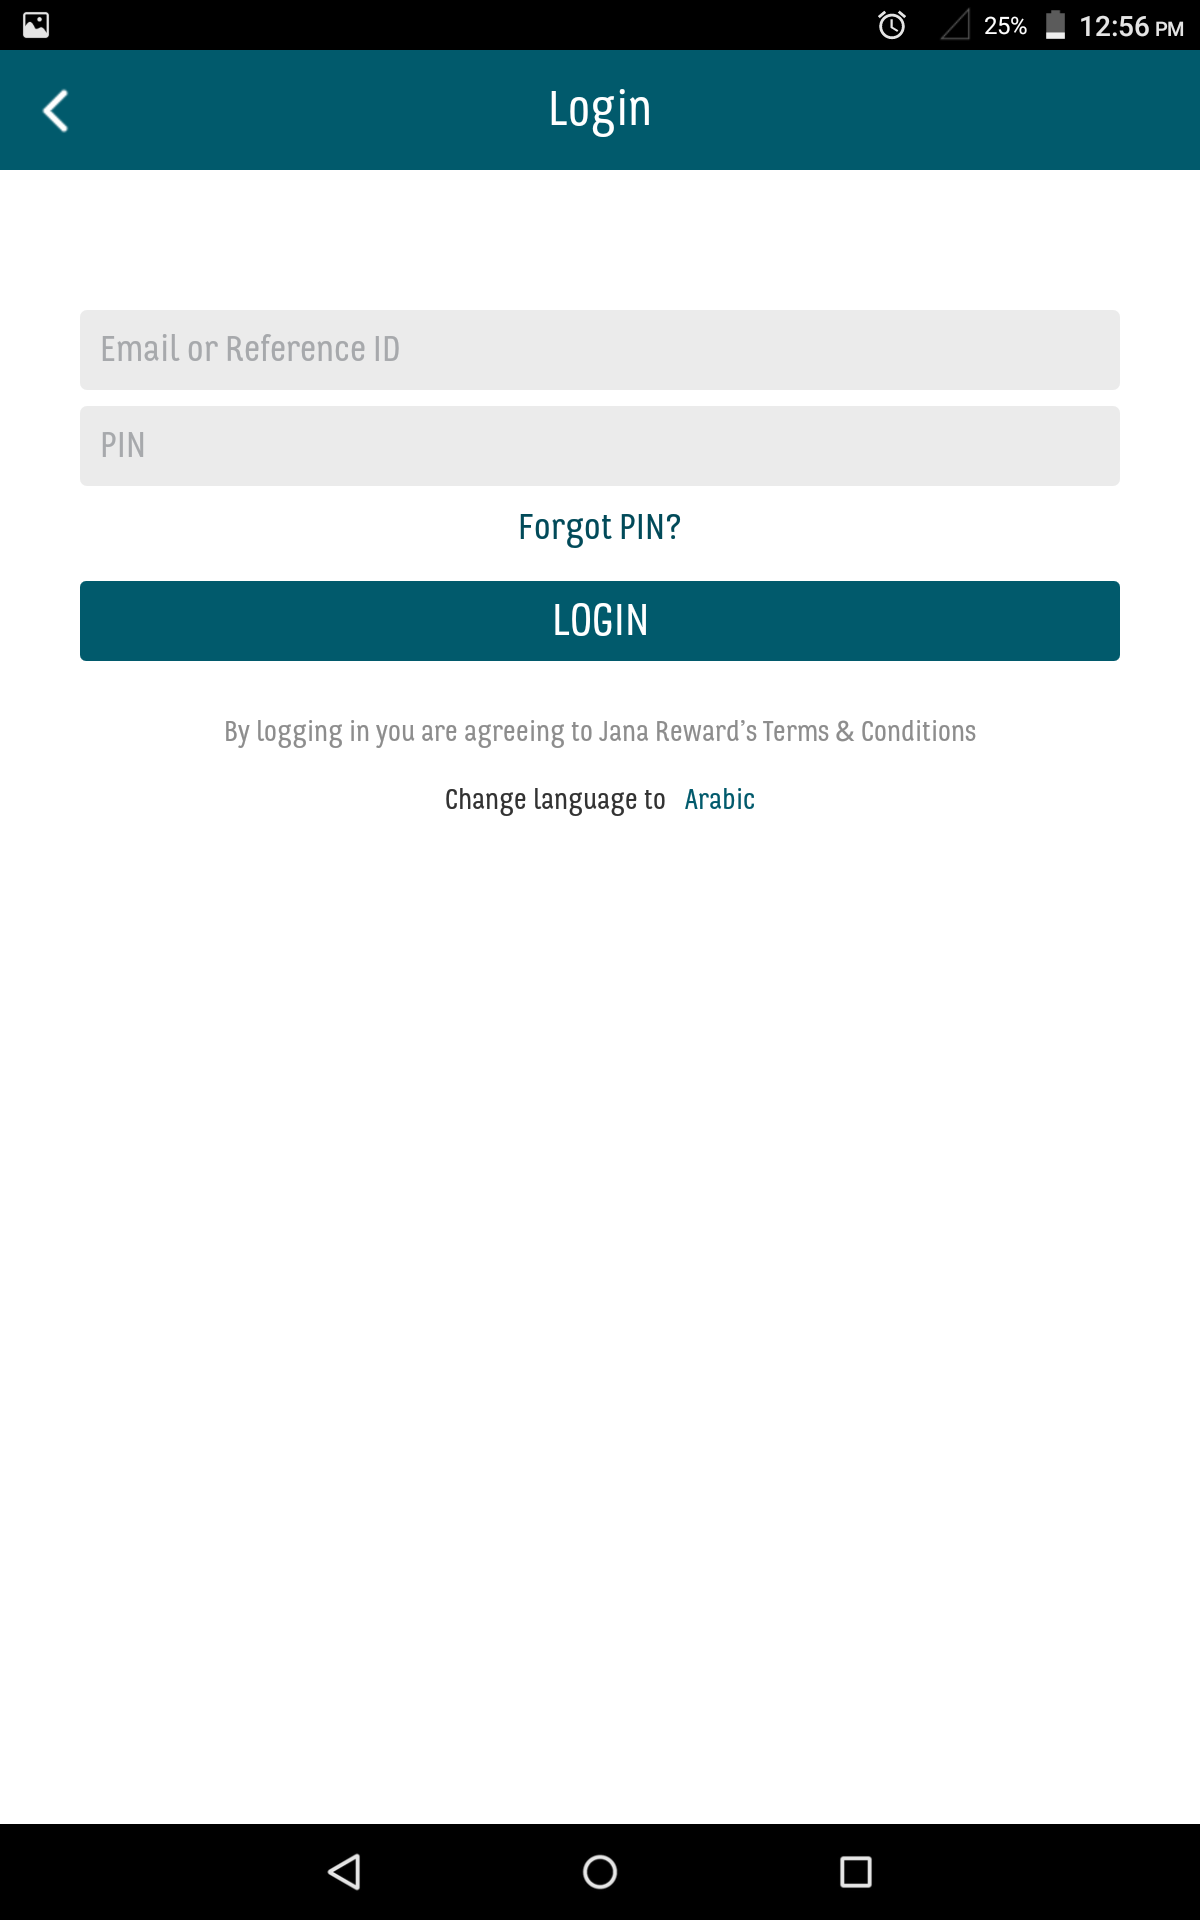 25% 12:56 PM
Login
Email or Reference ID
PIN
Forgot PIN?
LOGIN
By logging in you are agreeing to Jana Reward’s Terms & Conditions
Change language to Arabic